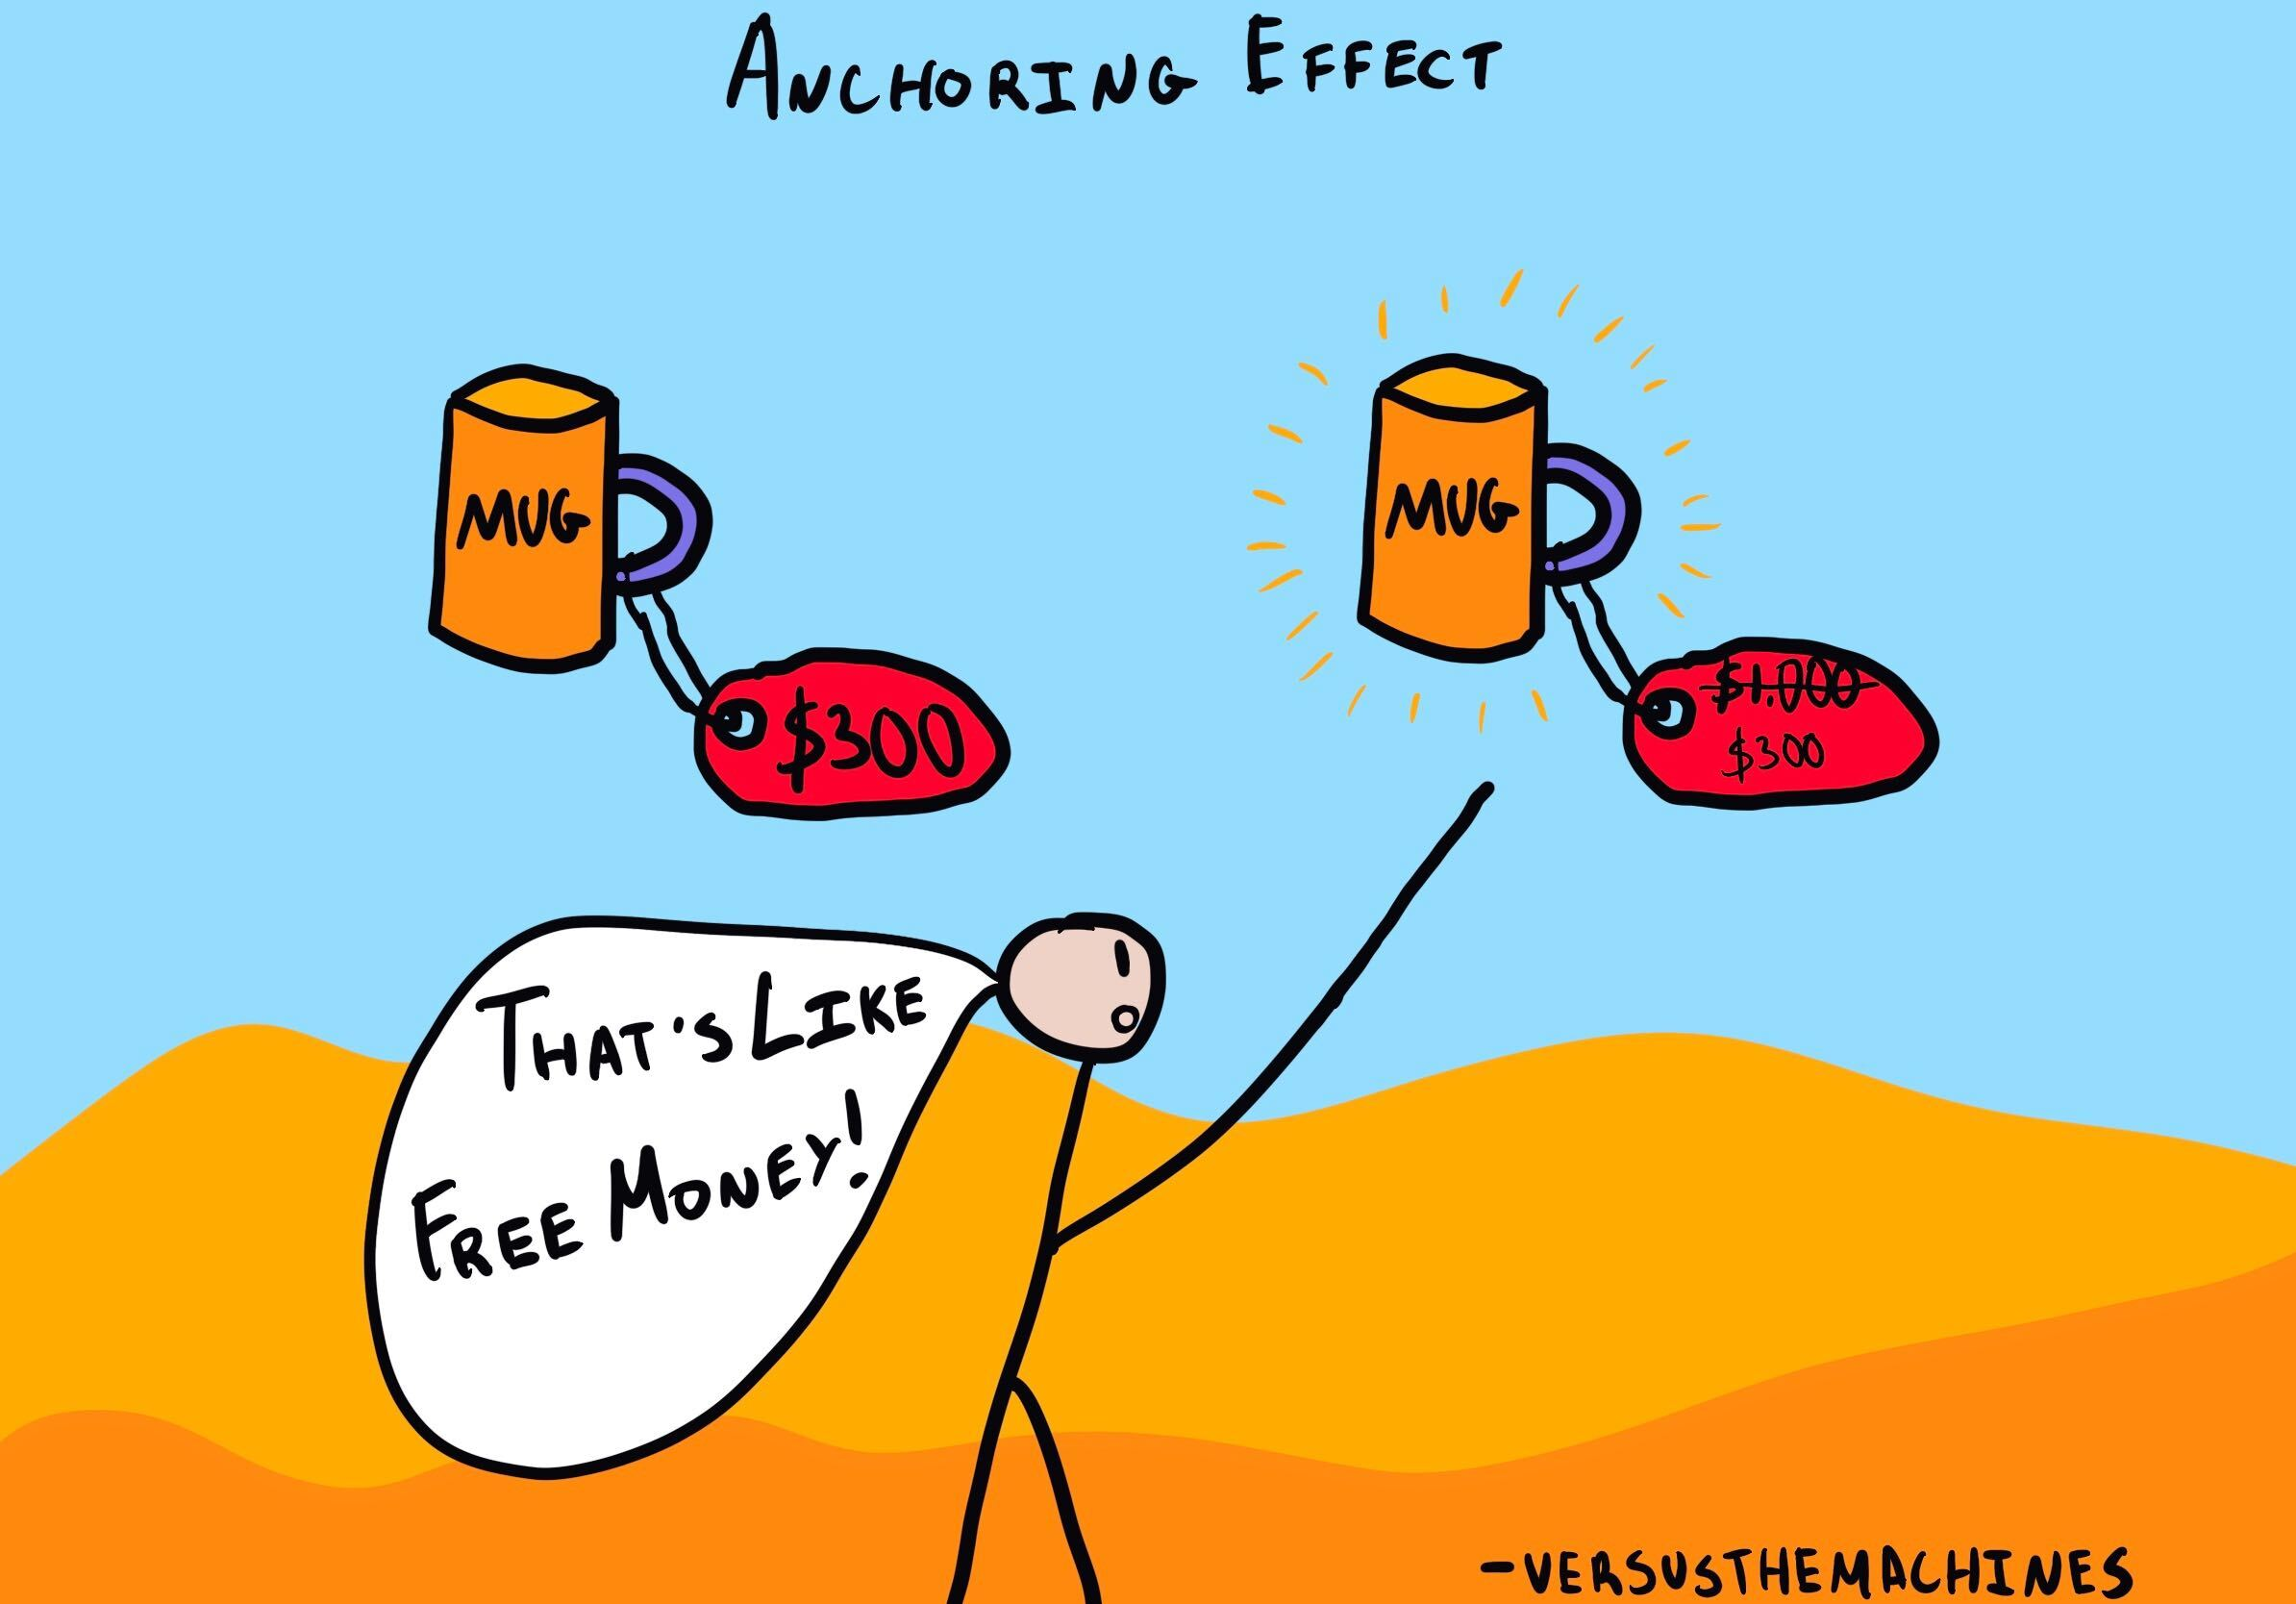 ANCHORING EFFECT
MUG
$300
MUG
$1.000
$300
THAT'S LIKE
FREE MONEY!
-VERSUSTHEMACHINES